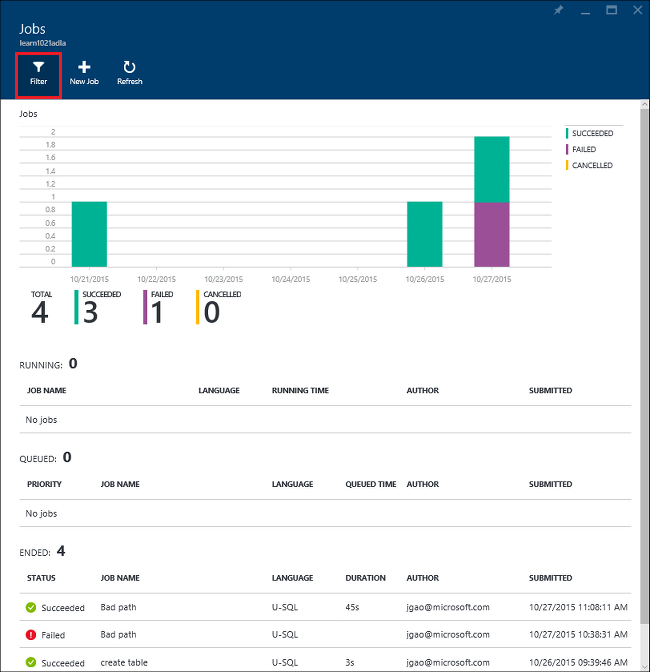 Jobs
learn1021adla
Filter New Job Refresh
Jobs
2
1.8
1.6
1.4
1.2
1
0.8
0.6
0.4
0.2
0
SUCCEEDED
FAILED
CANCELLED
10/21/2015 10/22/2015 10/23/2015 10/24/2015 10/25/2015 10/26/2015 10/27/2015
TOTAL SUCCEEDED FAILED CANCELLED
4 3 1 0
RUNNING: 0
JOB NAME LANGUAGE RUNNING TIME AUTHOR SUBMITTED
No jobs
QUEUED: 0
PRIORITY JOB NAME LANGUAGE QUEUED TIME AUTHOR SUBMITTED
No jobs
ENDED: 4
STATUS JOB NAME LANGUAGE DURATION AUTHOR SUBMITTED
Succeeded Bad path U-SQL 45s jgao@microsoft.com 10/27/2015 11:08:11 AM
Failed Bad path U-SQL jgao@microsoft.com 10/27/2015 10:38:31 AM
Succeeded create table U-SQL 3s jgao@microsoft.com 10/26/2015 09:39:46 AM